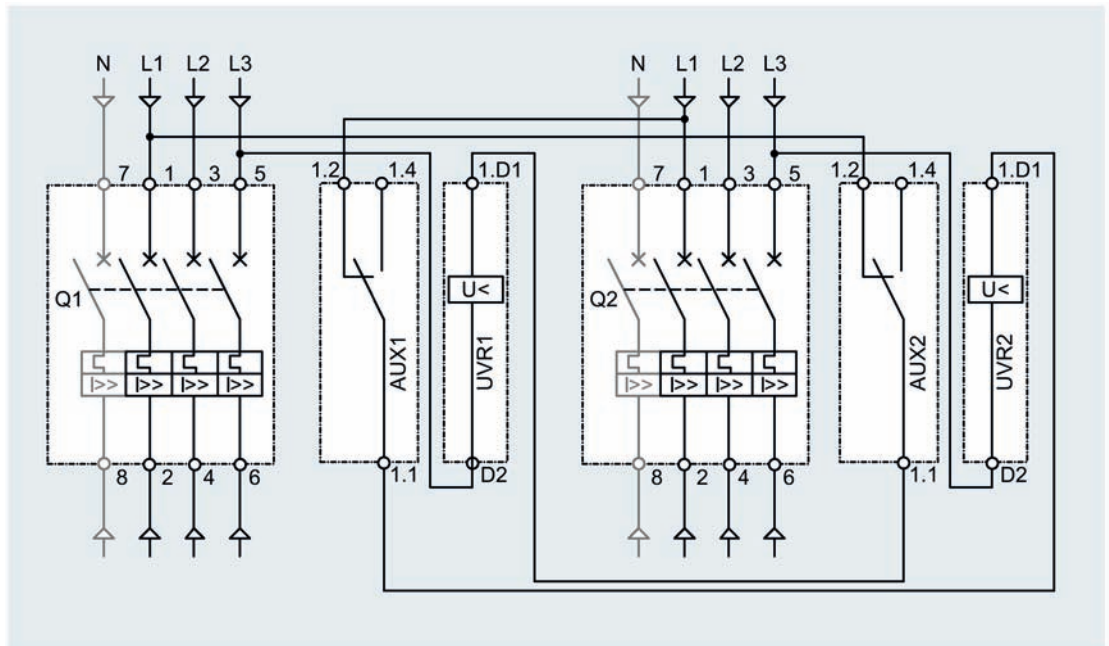 N L1 L2 L3 N L1 L2 L3
7 1 3 5 1.2 1.4 1.D1 7 1 3 5 1.2 1.4 1.D1
Q1 U< Q2 U<
AUX1 UVR1 AUX2 UVR2
I>> I>> I>> I>> I>> I>> I>> I>>
8 2 4 6 1.1 D2 8 2 4 6 1.1 D2